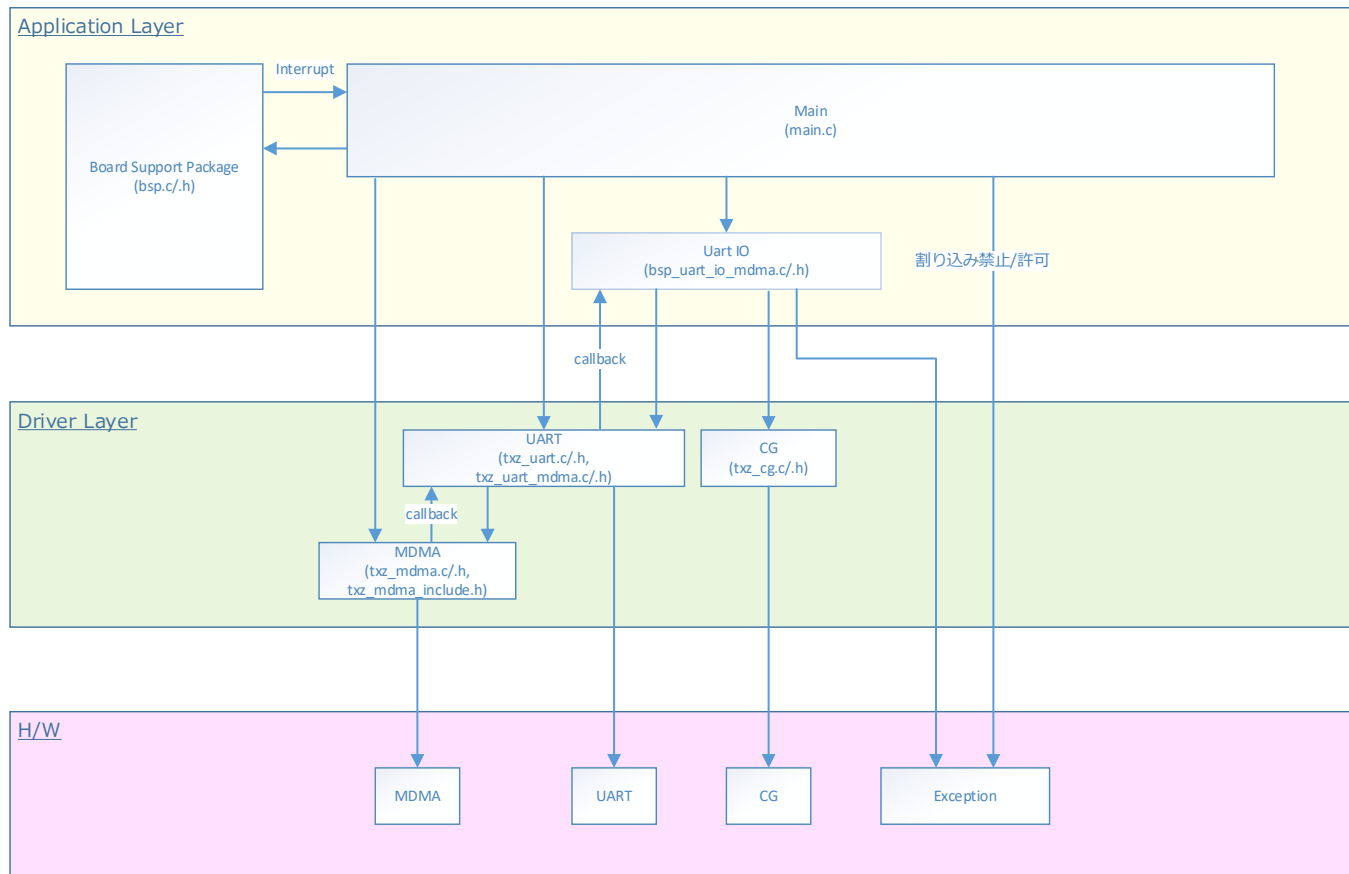 Application Layer
Interrupt
Main
(main.c)
Board Support Package
(bsp.c/.h)
Uart IO
(bsp_uart_io_mdma.c/.h)
割り込み禁止/許可
callback
Driver Layer
UART
(txz_uart.c/.h,
txz_uart_mdma.c/.h)
CG
(txz_cg.c/.h)
callback
MDMA
(txz_mdma.c/.h,
txz_mdma_include.h)
H/W
MDMA
UART
CG
Exception